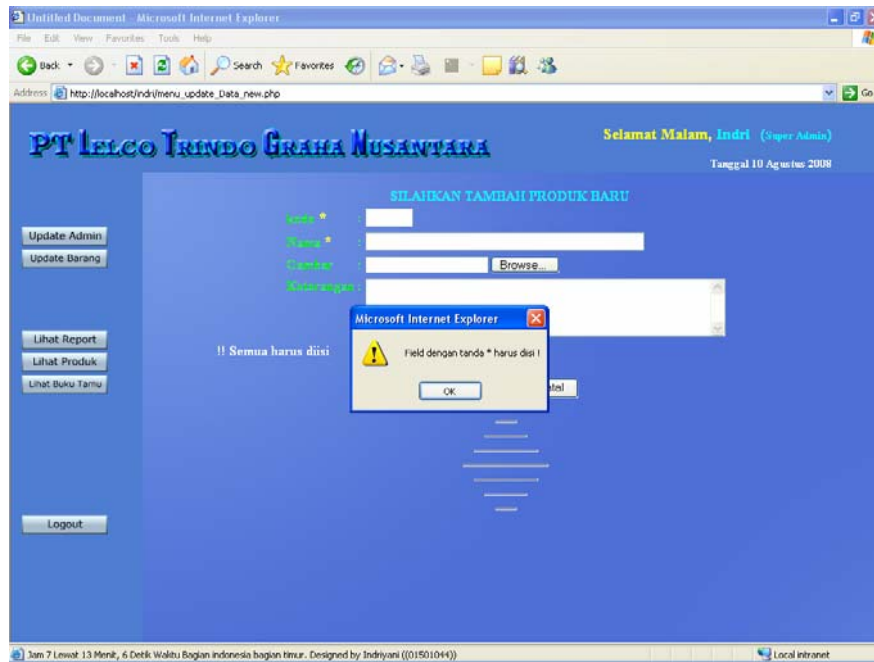 Untitled Document - Microsoft Internet Explorer
File Edit View Favorites Tools Help
Back Search Favorites
Address http://localhost/indri/menu_update_Data_new.php Go
PT Lelco Trindo Graha Nusantara
Selamat Malam, Indri (Super Admin)
Tanggal 10 Agustus 2008
SILAHKAN TAMBAH PRODUK BARU
kode * :
Nama * :
Gambar : Browse...
Keterangan :
Update Admin
Update Barang
Lihat Report
Lihat Produk
Lihat Buku Tamu
Logout
!! Semua harus diisi
Microsoft Internet Explorer
Field dengan tanda * harus diisi !
OK
Jam 7 Lewat 13 Menit, 6 Detik Waktu Bagian indonesia bagian timur. Designed by Indriyani ((01501044))
Local intranet